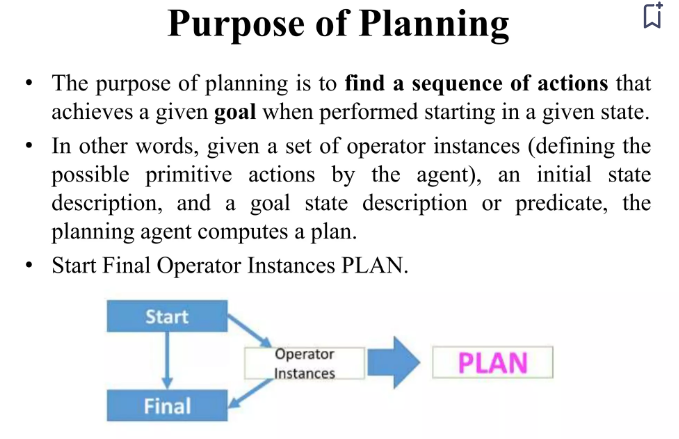 Purpose of Planning
• The purpose of planning is to find a sequence of actions that
achieves a given goal when performed starting in a given state.
• In other words, given a set of operator instances (defining the
possible primitive actions by the agent), an initial state
description, and a goal state description or predicate, the
planning agent computes a plan.
• Start Final Operator Instances PLAN.
Start
Operator
Instances
PLAN
Final